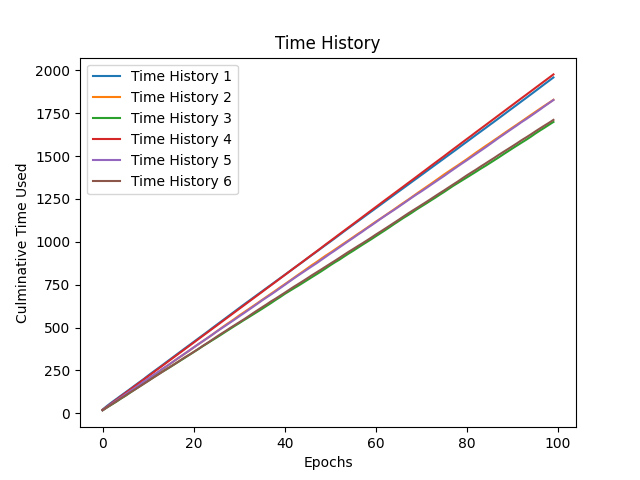 Time History
Time History 1
Time History 2
Time History 3
Time History 4
Time History 5
Time History 6
2000
1750
1500
1250
1000
750
500
250
0
Culminative Time Used
0 20 40 60 80 100
Epochs